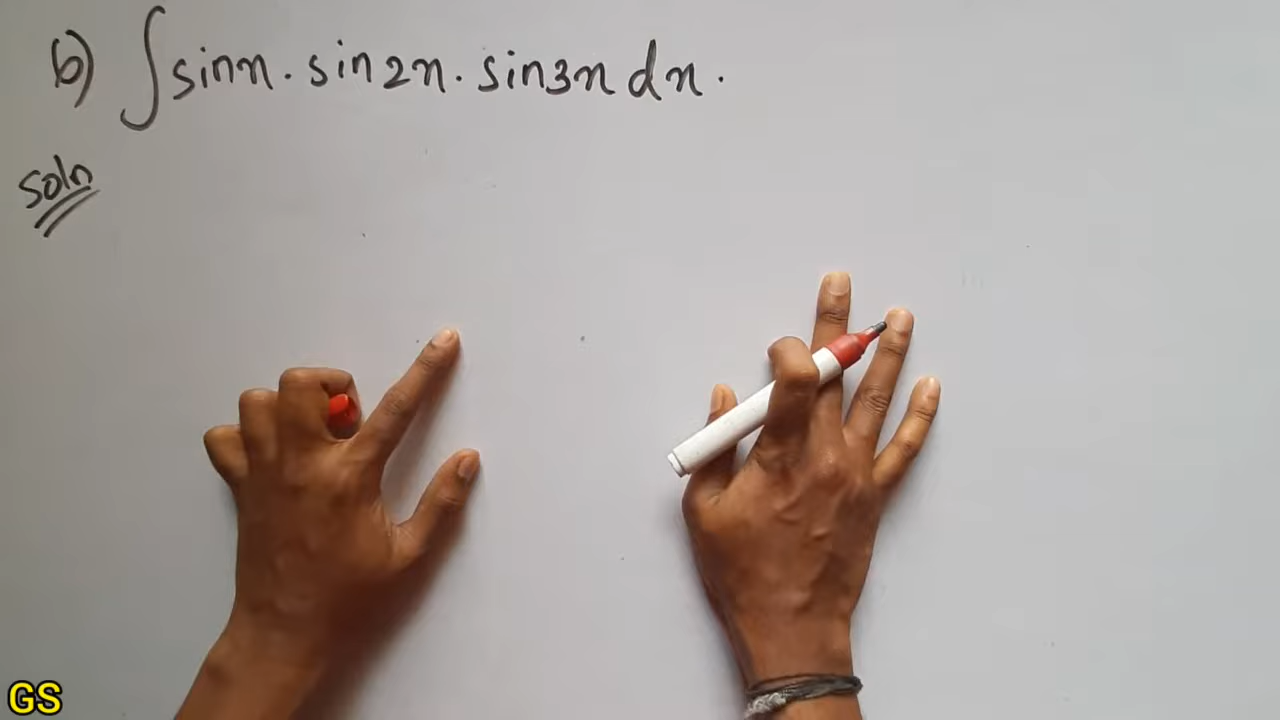 b) ∫ sinx . sin2x . sin3x dx .
Soln
GS